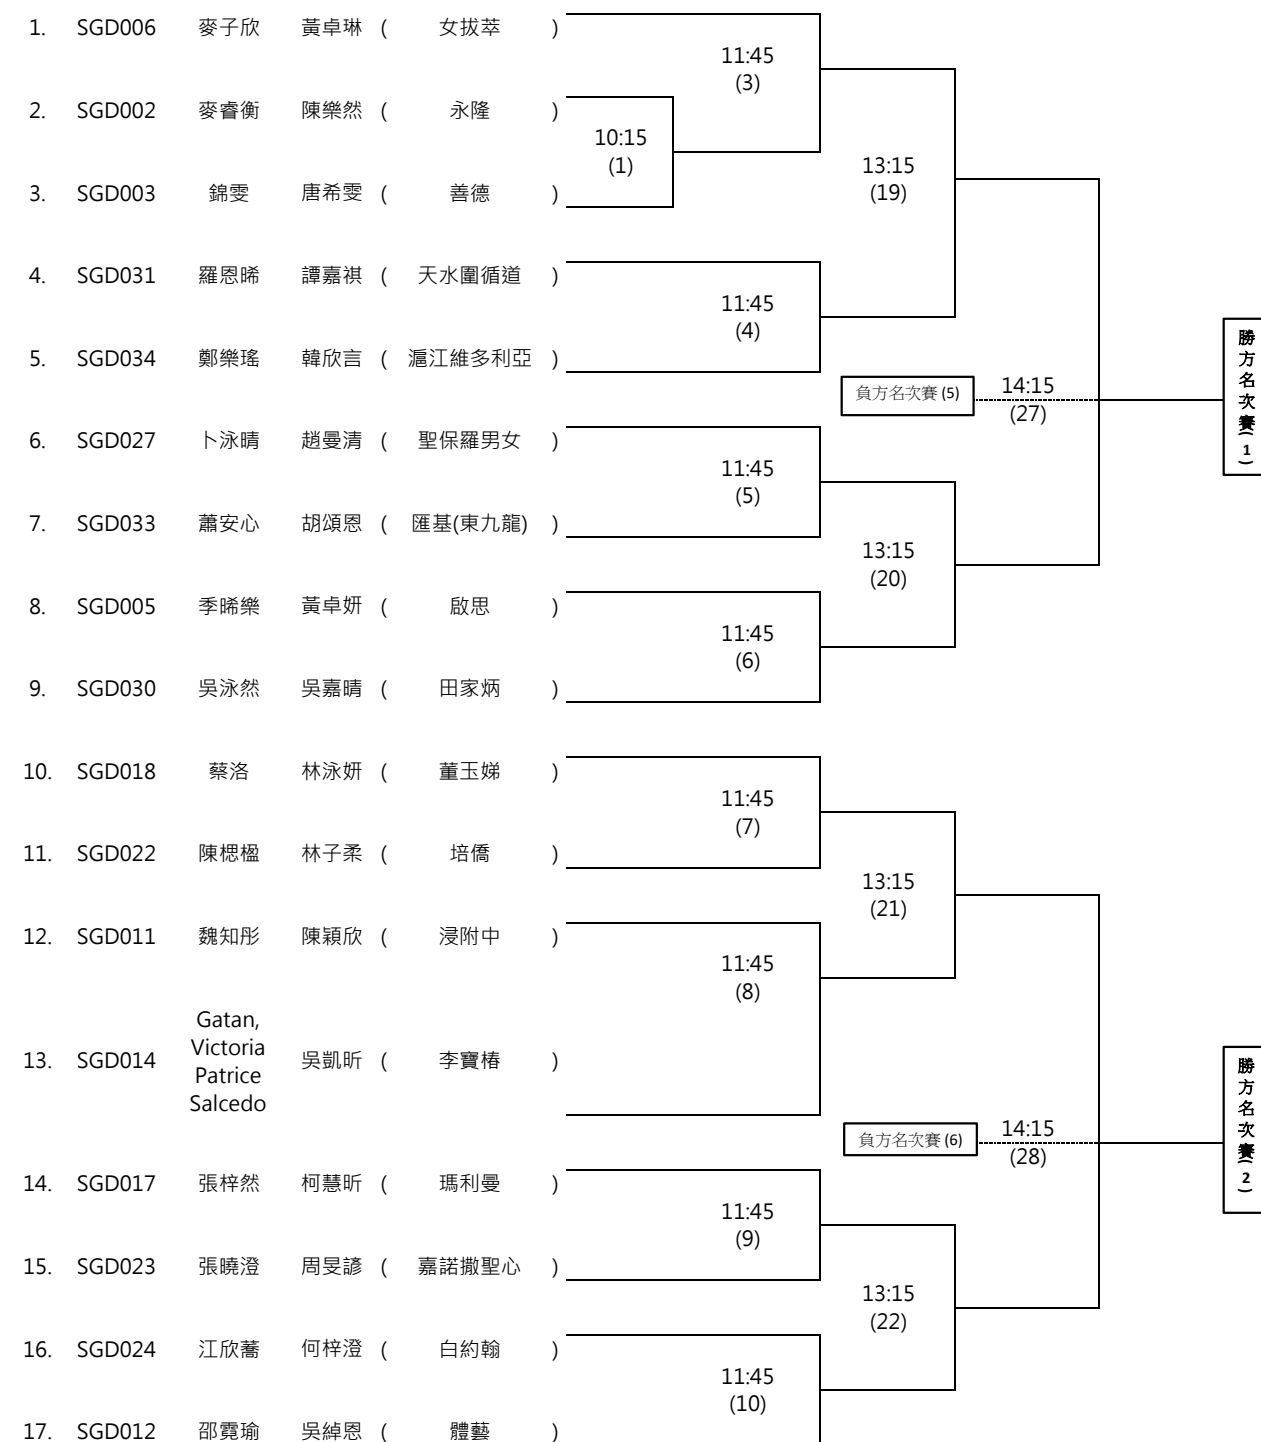 1. SGD006 麥子欣 黃卓琳 ( 女拔萃 )
11:45
(3)
2. SGD002 麥睿衡 陳樂然 ( 永隆 )
10:15
(1)
13:15
(19)
3. SGD003 錦雯 唐希雯 ( 善德 )
4. SGD031 羅恩晞 譚嘉祺 ( 天水圍循道 )
11:45
(4)
5. SGD034 鄭樂瑤 韓欣言 ( 滬江維多利亞 )
負方名次賽 (5)
14:15
(27)
勝方名次賽(1)
6. SGD027 卜泳晴 趙曼清 ( 聖保羅男女 )
11:45
(5)
7. SGD033 蕭安心 胡頌恩 ( 匯基(東九龍) )
13:15
(20)
8. SGD005 季晞樂 黃卓妍 ( 啟思 )
11:45
(6)
9. SGD030 吳泳然 吳嘉晴 ( 田家炳 )
10. SGD018 蔡洛 林泳妍 ( 董玉娣 )
11:45
(7)
11. SGD022 陳楒楹 林子柔 ( 培僑 )
13:15
(21)
12. SGD011 魏知彤 陳穎欣 ( 浸附中 )
11:45
(8)
13. SGD014 Gatan, Victoria Patrice Salcedo 吳凱昕 ( 李寶椿 )
負方名次賽 (6)
14:15
(28)
勝方名次賽(2)
14. SGD017 張梓然 柯慧昕 ( 瑪利曼 )
11:45
(9)
15. SGD023 張曉澄 周旻諺 ( 嘉諾撒聖心 )
13:15
(22)
16. SGD024 江欣蕎 何梓澄 ( 白約翰 )
11:45
(10)
17. SGD012 邵霓瑜 吳綽恩 ( 體藝 )